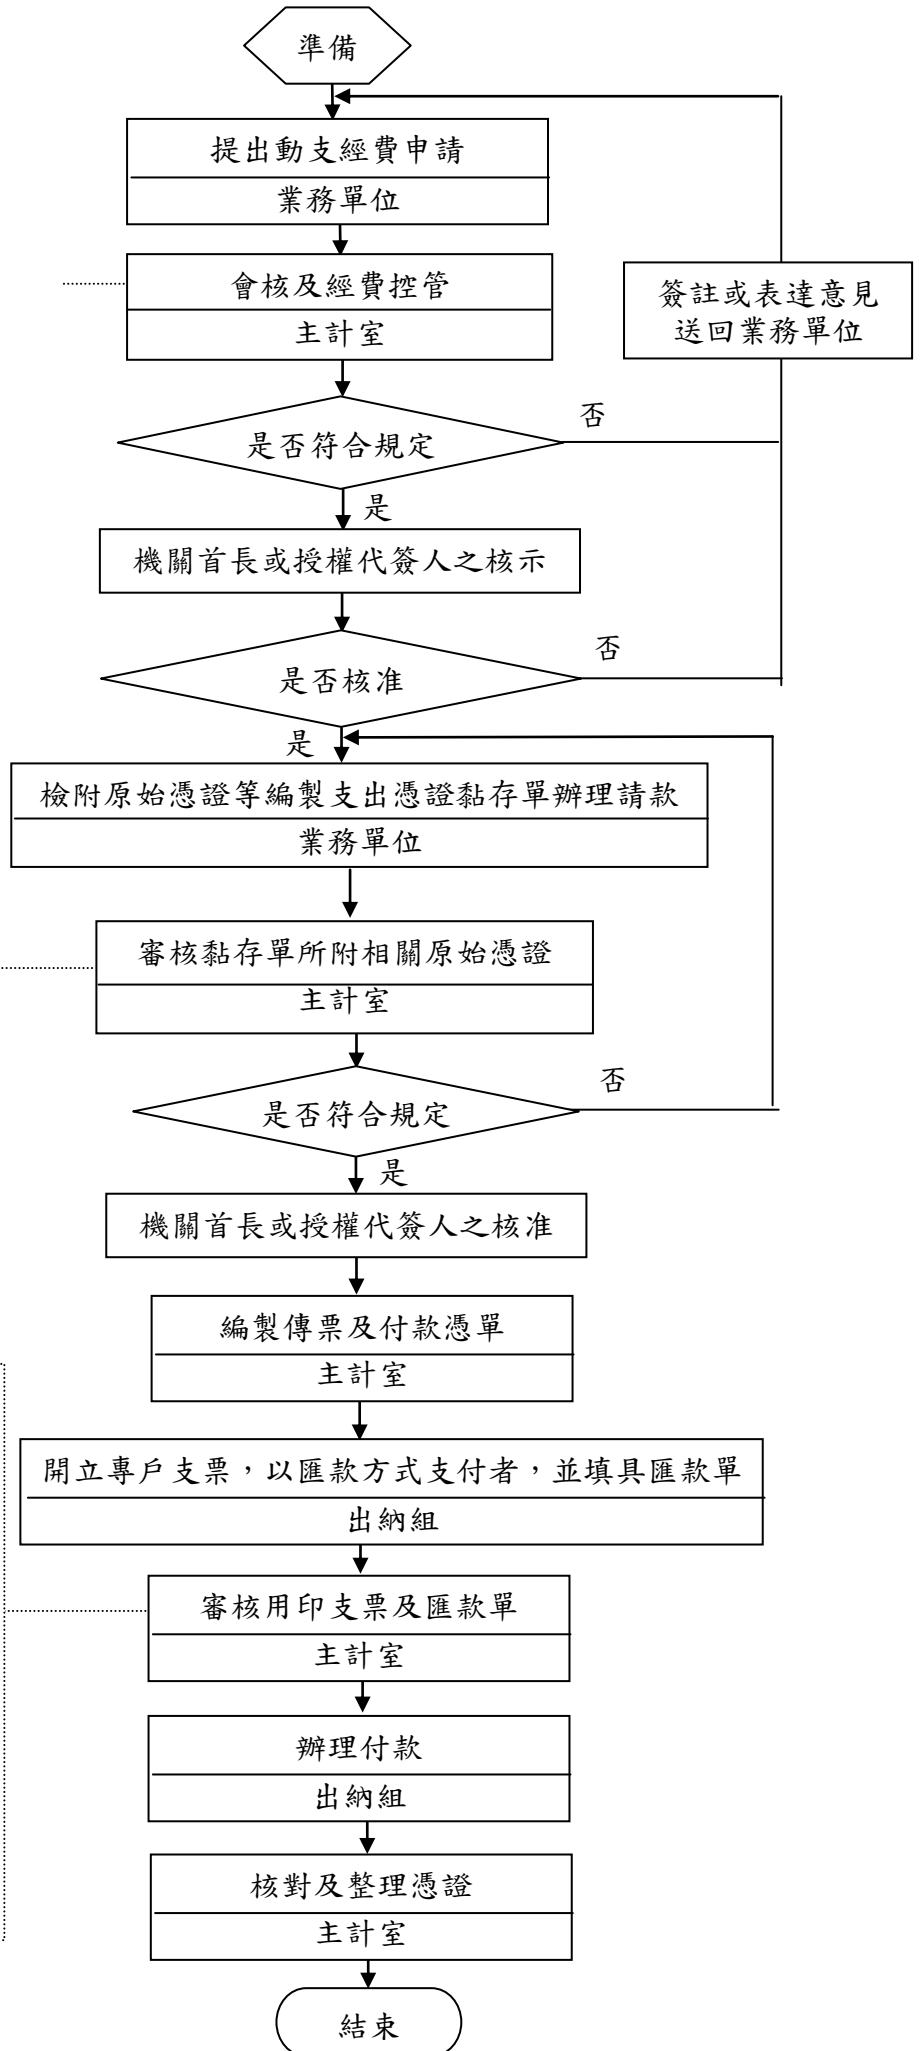 準備
提出動支經費申請
業務單位
會核及經費控管
主計室
簽註或表達意見
送回業務單位
是否符合規定
否
是
機關首長或授權代簽人之核示
是否核准
否
是
檢附原始憑證等編製支出憑證黏存單辦理請款
業務單位
審核黏存單所附相關原始憑證
主計室
是否符合規定
否
是
機關首長或授權代簽人之核准
編製傳票及付款憑單
主計室
開立專戶支票，以匯款方式支付者，並填具匯款單
出納組
審核用印支票及匯款單
主計室
辦理付款
出納組
核對及整理憑證
主計室
結束